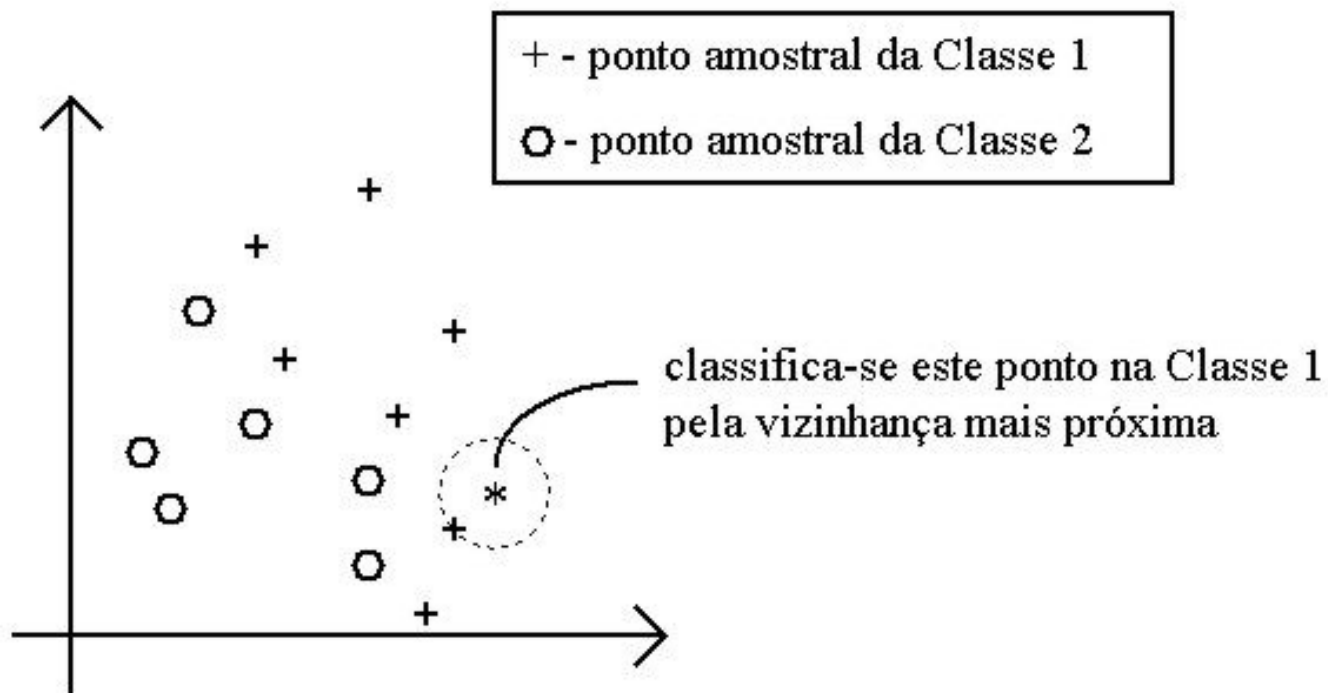 + - ponto amostral da Classe 1
O - ponto amostral da Classe 2
classifica-se este ponto na Classe 1
pela vizinhança mais próxima